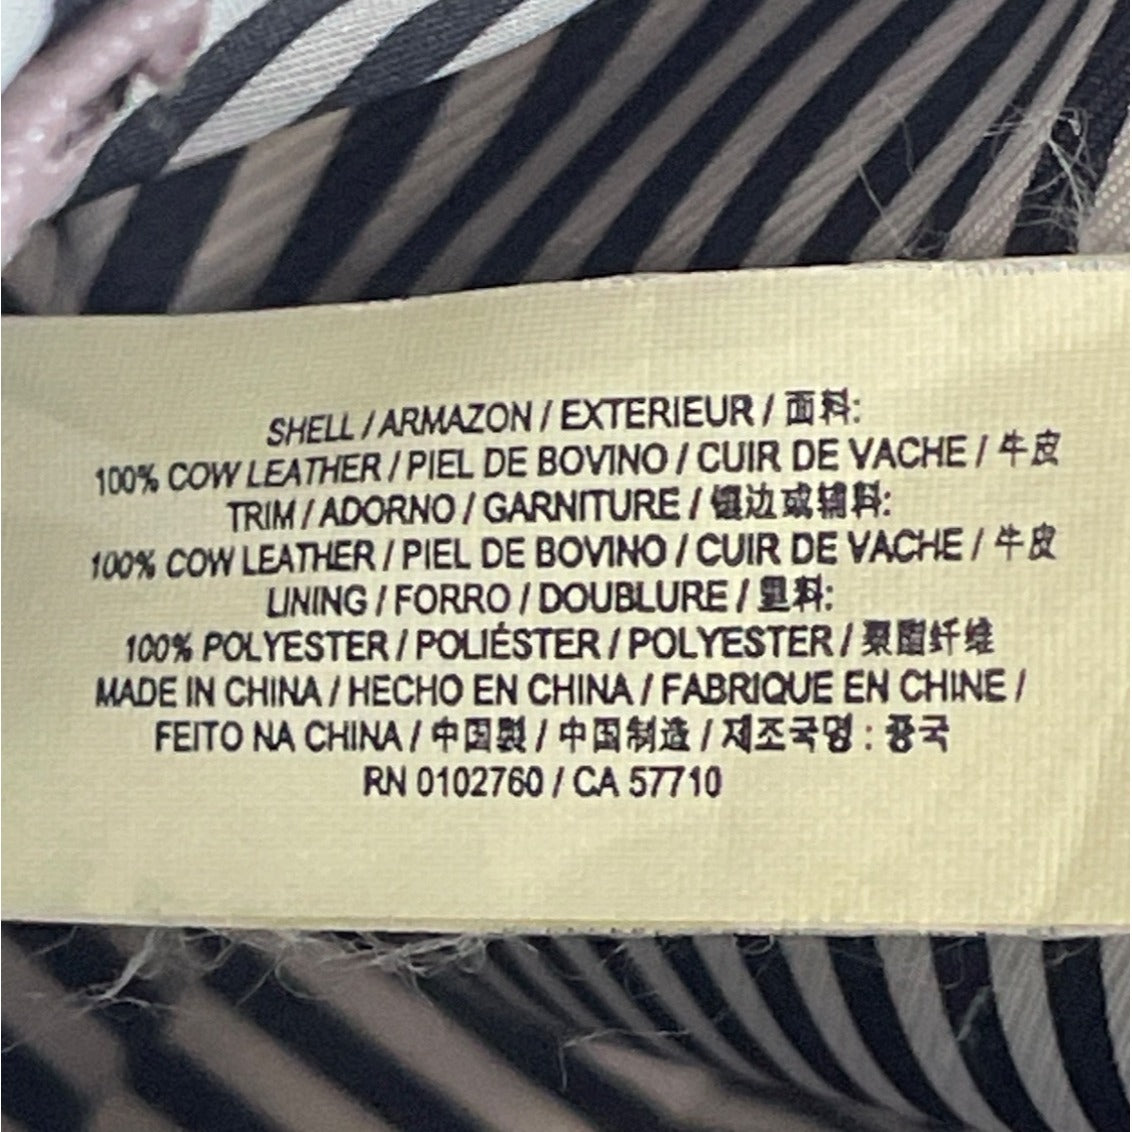 SHELL / ARMAZON / EXTERIEUR / 面料:
100% COW LEATHER / PIEL DE BOVINO / CUIR DE VACHE / 牛皮
TRIM / ADORNO / GARNITURE / 镶边或辅料:
100% COW LEATHER / PIEL DE BOVINO / CUIR DE VACHE / 牛皮
LINING / FORRO / DOUBLURE / 里料:
100% POLYESTER / POLIÉSTER / POLYESTER / 聚酯纤维
MADE IN CHINA / HECHO EN CHINA / FABRIQUE EN CHINE /
FEITO NA CHINA / 中国製 / 中国制造 / 제조국명 : 중국
RN 0102760 / CA 57710